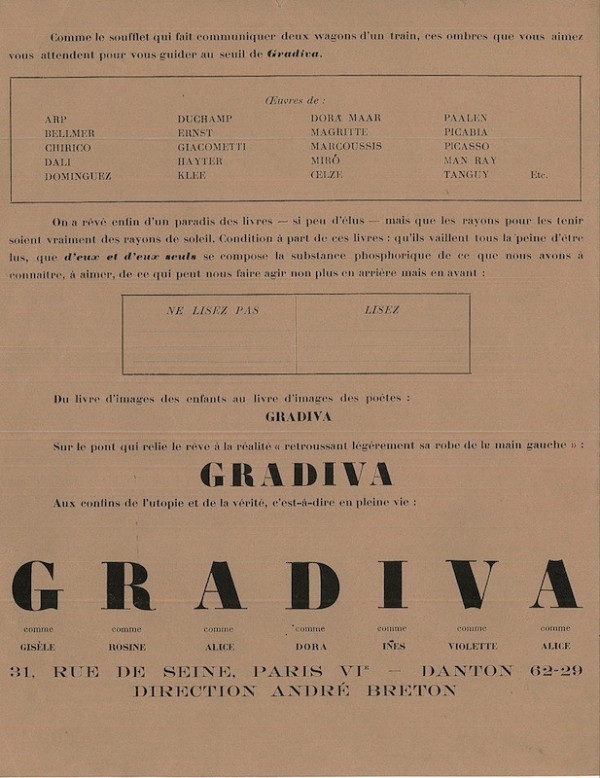 Comme le soufflet qui fait communiquer deux wagons d'un train, ces ombres que vous aimez
vous attendent pour vous guider au seuil de Gradiva.
Œuvres de :
ARP DUCHAMP DORA MAAR PAALEN
BELLMER ERNST MAGRITTE PICABIA
CHIRICO GIACOMETTI MARCOUSSIS PICASSO
DALI HAYTER MIRÓ MAN RAY
DOMINGUEZ KLEE ŒLZE TANGUY Etc.
On a rêvé enfin d'un paradis des livres — si peu d'élus — mais que les rayons pour les tenir
soient vraiment des rayons de soleil. Condition à part de ces livres : qu'ils vaillent tous la peine d'être
lus, que d'eux et d'eux seuls se compose la substance phosphorique de ce que nous avons à
connaître, à aimer, de ce qui peut nous faire agir non plus en arrière mais en avant :
NE LISEZ PAS LISEZ
Du livre d'images des enfants au livre d'images des poètes :
GRADIVA
Sur le pont qui relie le rêve à la réalité « retroussant légèrement sa robe de la main gauche » :
GRADIVA
Aux confins de l'utopie et de la vérité, c'est-à-dire en pleine vie :
GRADIVA
comme comme comme comme comme comme comme
GISÈLE ROSINE ALICE DORA IÑES VIOLETTE ALICE
31, RUE DE SEINE, PARIS VIᵉ — DANTON 62-29
DIRECTION ANDRÉ BRETON